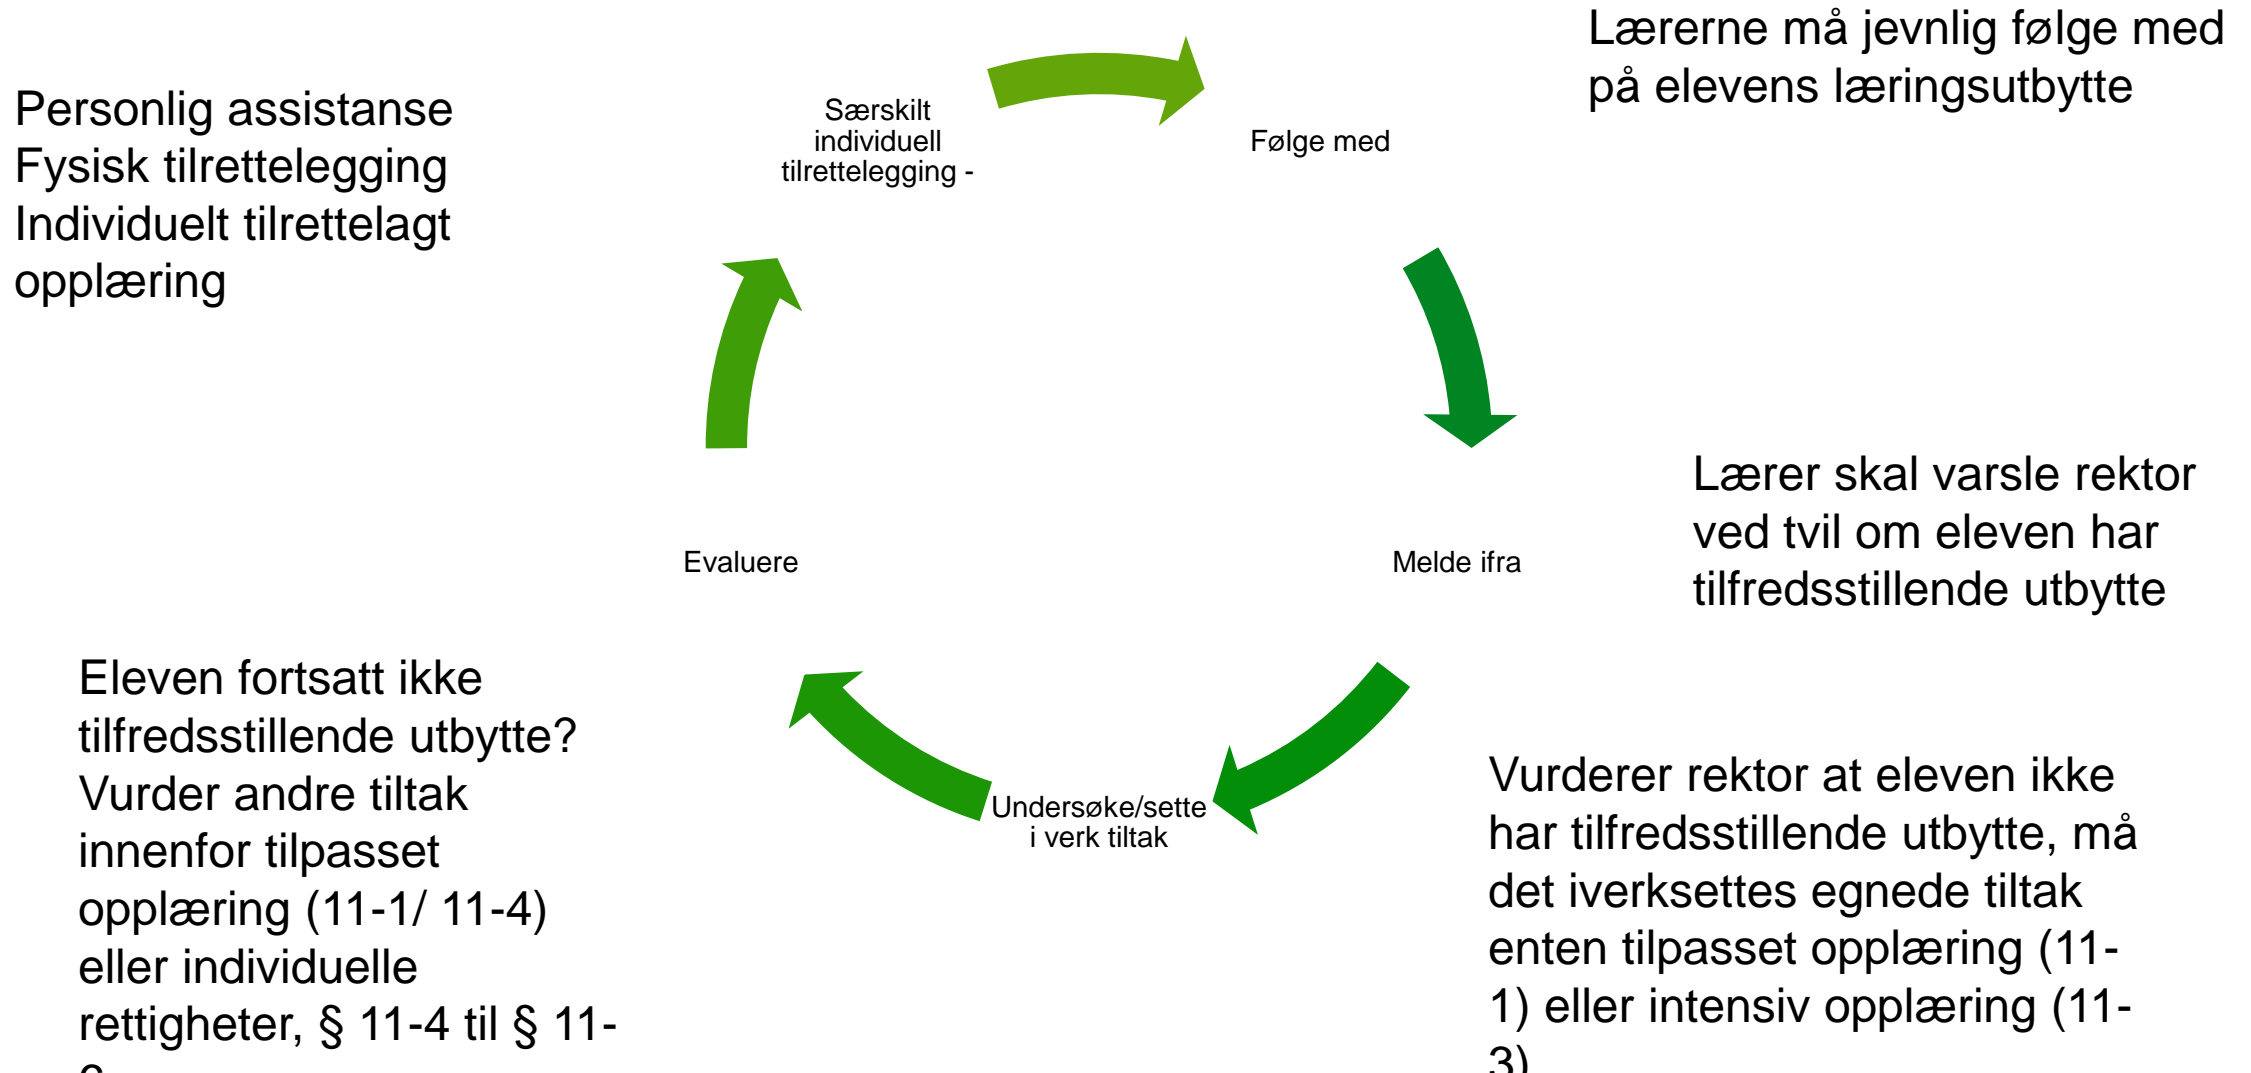 Lærerne må jevnlig følge med
på elevens læringsutbytte
Personlig assistanse
Fysisk tilrettelegging
Individuelt tilrettelagt
opplæring
Særskilt
individuell
tilrettelegging -
Følge med
Lærer skal varsle rektor
ved tvil om eleven har
tilfredsstillende utbytte
Evaluere
Melde ifra
Eleven fortsatt ikke
tilfredsstillende utbytte?
Vurder andre tiltak
innenfor tilpasset
opplæring (11-1/ 11-4)
eller individuelle
rettigheter, § 11-4 til § 11-
Undersøke/sette
i verk tiltak
Vurderer rektor at eleven ikke
har tilfredsstillende utbytte, må
det iverksettes egnede tiltak
enten tilpasset opplæring (11-
1) eller intensiv opplæring (11-
3)